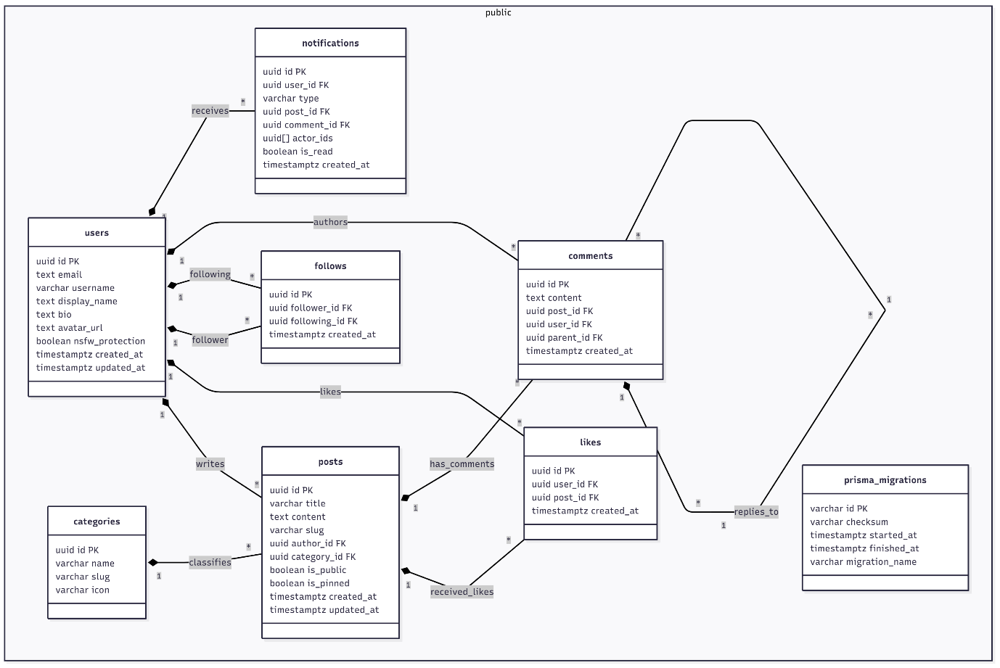 public
notifications
uuid id PK
uuid user_id FK
varchar type
uuid post_id FK
uuid comment_id FK
uuid[] actor_ids
boolean is_read
timestamptz created_at
receives
*
1
users
uuid id PK
text email
varchar username
text display_name
text bio
text avatar_url
boolean nsfw_protection
timestamptz created_at
timestamptz updated_at
authors
1
*
follows
uuid id PK
uuid follower_id FK
uuid following_id FK
timestamptz created_at
following
1
*
follower
1
*
comments
uuid id PK
text content
uuid post_id FK
uuid user_id FK
uuid parent_id FK
timestamptz created_at
*
1
*
likes
1
*
likes
uuid id PK
uuid user_id FK
uuid post_id FK
timestamptz created_at
writes
1
*
posts
uuid id PK
varchar title
text content
varchar slug
uuid author_id FK
uuid category_id FK
boolean is_public
boolean is_pinned
timestamptz created_at
timestamptz updated_at
has_comments
*
1
received_likes
*
1
replies_to
1
*
1
categories
uuid id PK
varchar name
varchar slug
varchar icon
classifies
1
*
prisma_migrations
varchar id PK
varchar checksum
timestamptz started_at
timestamptz finished_at
varchar migration_name